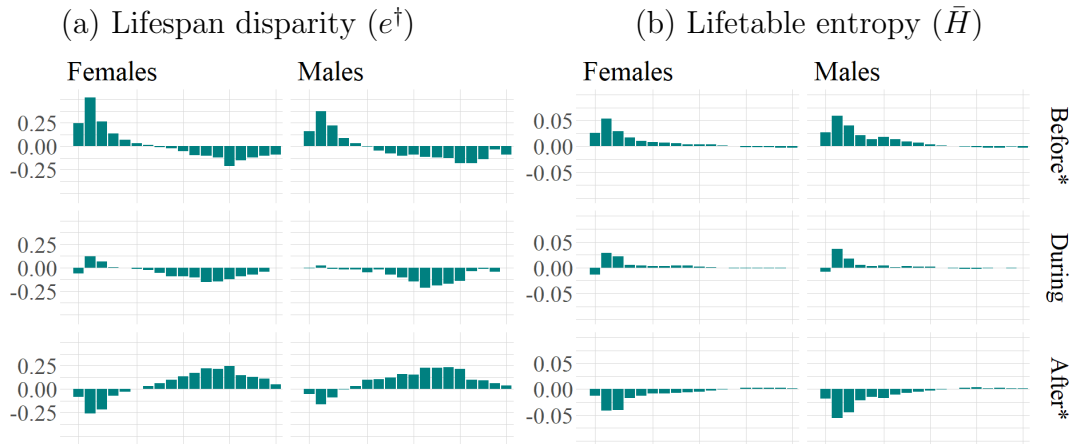 (a) Lifespan disparity (e†)
(b) Lifetable entropy (H̄)
Females
Males
Females
Males
0.25
0.00
-0.25
0.05
0.00
-0.05
Before*
0.25
0.00
-0.25
0.05
0.00
-0.05
During
0.25
0.00
-0.25
0.05
0.00
-0.05
After*